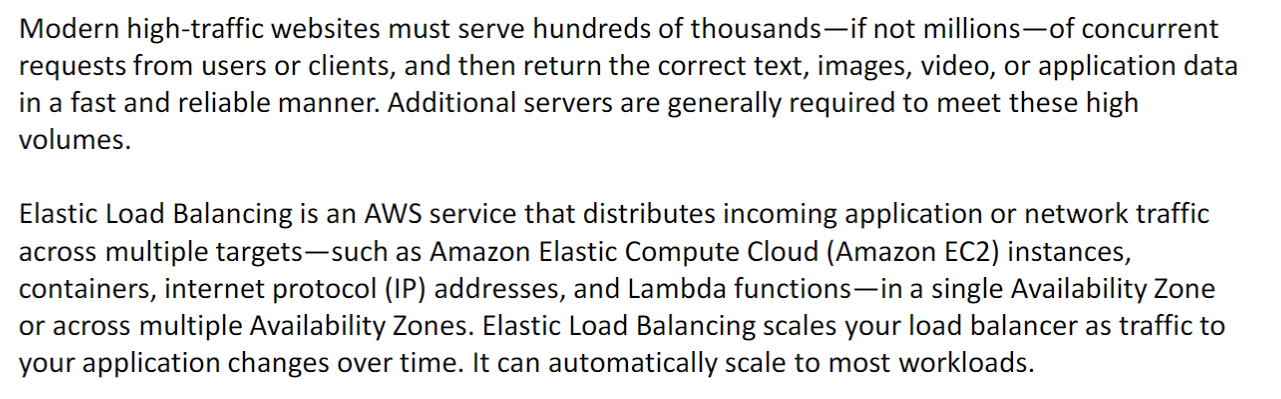 Modern high-traffic websites must serve hundreds of thousands—if not millions—of concurrent
requests from users or clients, and then return the correct text, images, video, or application data
in a fast and reliable manner. Additional servers are generally required to meet these high
volumes.
Elastic Load Balancing is an AWS service that distributes incoming application or network traffic
across multiple targets—such as Amazon Elastic Compute Cloud (Amazon EC2) instances,
containers, internet protocol (IP) addresses, and Lambda functions—in a single Availability Zone
or across multiple Availability Zones. Elastic Load Balancing scales your load balancer as traffic to
your application changes over time. It can automatically scale to most workloads.